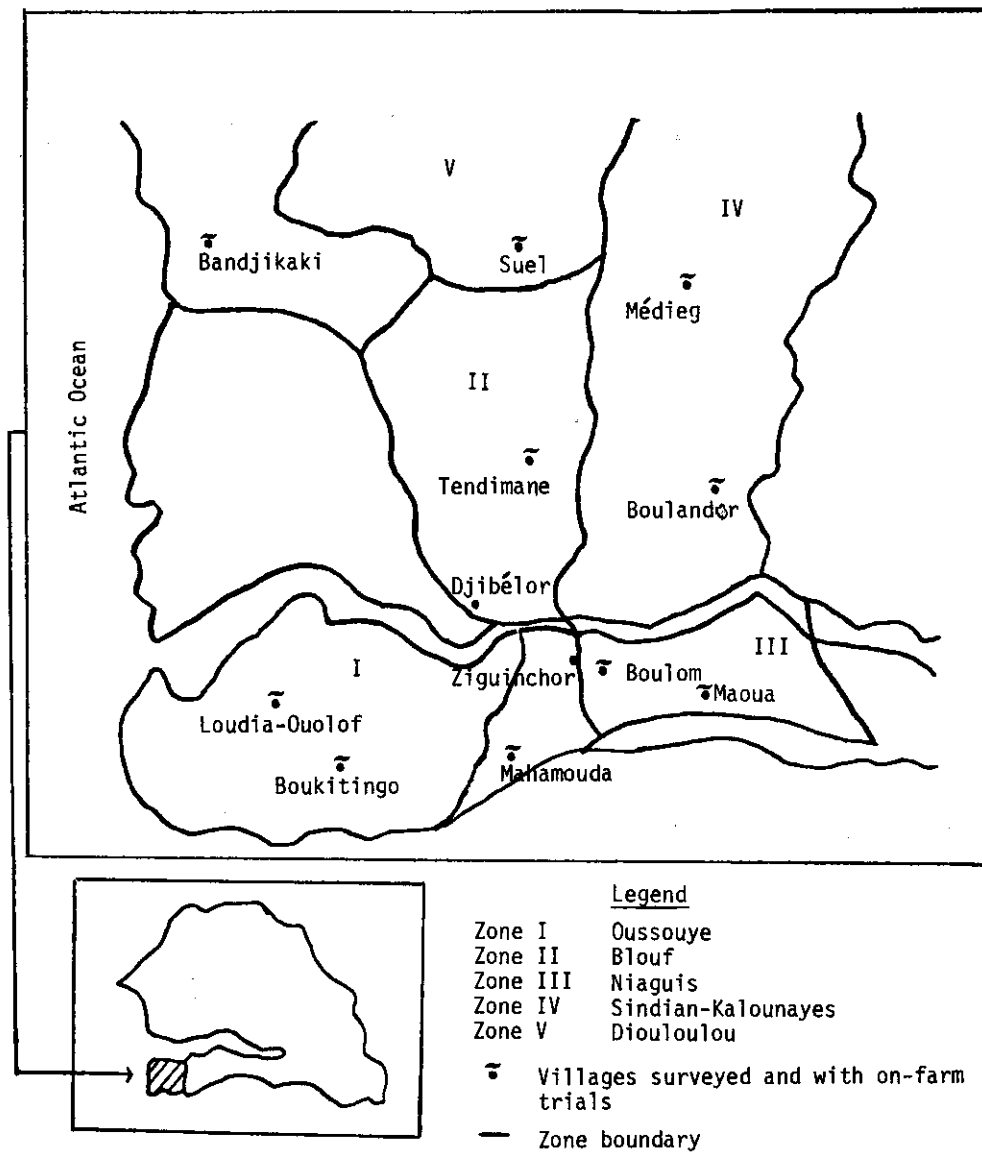 V
IV
Bandjikaki
Suel
Médieg
Atlantic Ocean
II
Tendimane
Boulandor
Djibélor
I
III
Ziguinchor
Boulom
Maoua
Loudia-Ouolof
Boukitingo
Mahamouda
Legend
Zone I Oussouye
Zone II Blouf
Zone III Niaguis
Zone IV Sindian-Kalounayes
Zone V Diouloulou
Villages surveyed and with on-farm
trials
Zone boundary